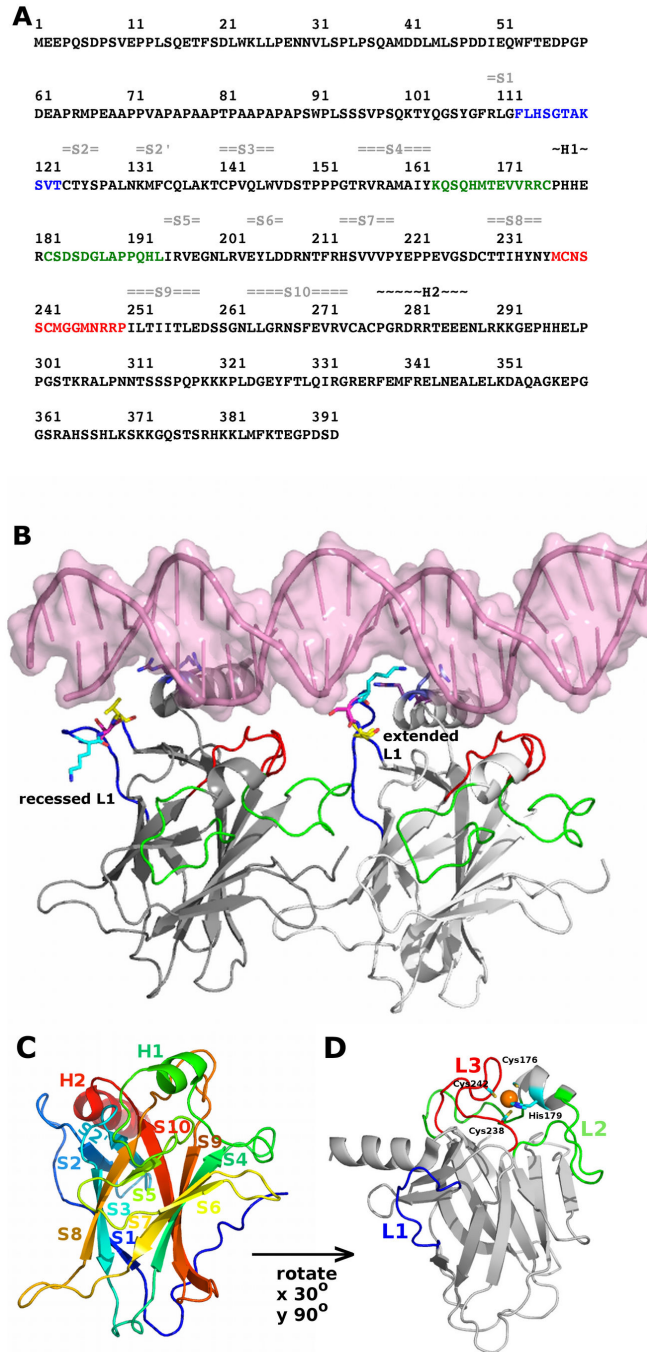 A
1 11 21 31 41 51
MEEPQSDPSVEPPLSQETFSDLWKLLPENNVLSPLPSQAMDDLMLSPDDIEQWFTEDPGP
=S1
61 71 81 91 101 111
DEAPRMPEAAPPVAPAPAAPTPAAPAPAPSWPLSSSVPSQKTYQGSYGFRLGFLHSGTAK
=S2= =S2' ==S3== ==S4=== ~H1~
121 131 141 151 161 171
SVTCTYSPALNKMFCQLAKTCPVQLWVDSTPPPGTRVRAMAIYKQSQHMTEVVRRCPHHE
=S5= =S6= ==S7== ==S8==
181 191 201 211 221 231
RCSDSDGLAPPQHLIRVEGNLRVEYLDDRNTFRHSVVVPYEPPEVGSDCTTIHYNYMCNS
===S9=== ====S10==== ~~~~~H2~~~
241 251 261 271 281 291
SCMGGMNRRPILTIITLEDSSGNLLGRNSFEVRVCACPGRDRRTEEENLRKKGEPHHELP
301 311 321 331 341 351
PGSTKRALPNNTSSSPQPKKKPLDGEYFTLQIRGRERFEMFRELNEALELKDAQAGKEPG
361 371 381 391
GSRAHSSHLKSKKGQSTSRHKKLMFKTEGPDSD
B
extended
L1
recessed L1
C
H1
H2
S2'
S10
S9
S2
S4
S5
S3
S6
S7
S8
S1
rotate
x 30°
y 90°
D
L3
Cys176
Cys242
His179
Cys238
L2
L1